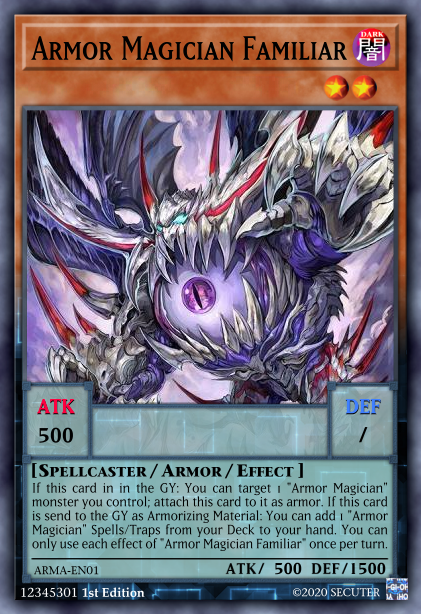 ARMOR MAGICIAN FAMILIAR
DARK
闇
ATK
500
DEF
/
[SPELLCASTER / ARMOR / EFFECT ]
If this card in in the GY: You can target 1 "Armor Magician"
monster you control; attach this card to it as armor. If this card
is send to the GY as Armorizing Material: You can add 1 "Armor
Magician" Spells/Traps from your Deck to your hand. You can
only use each effect of "Armor Magician Familiar" once per turn.
ARMA-EN01
ATK/ 500 DEF/1500
12345301 1st Edition
©2020 SECUTER